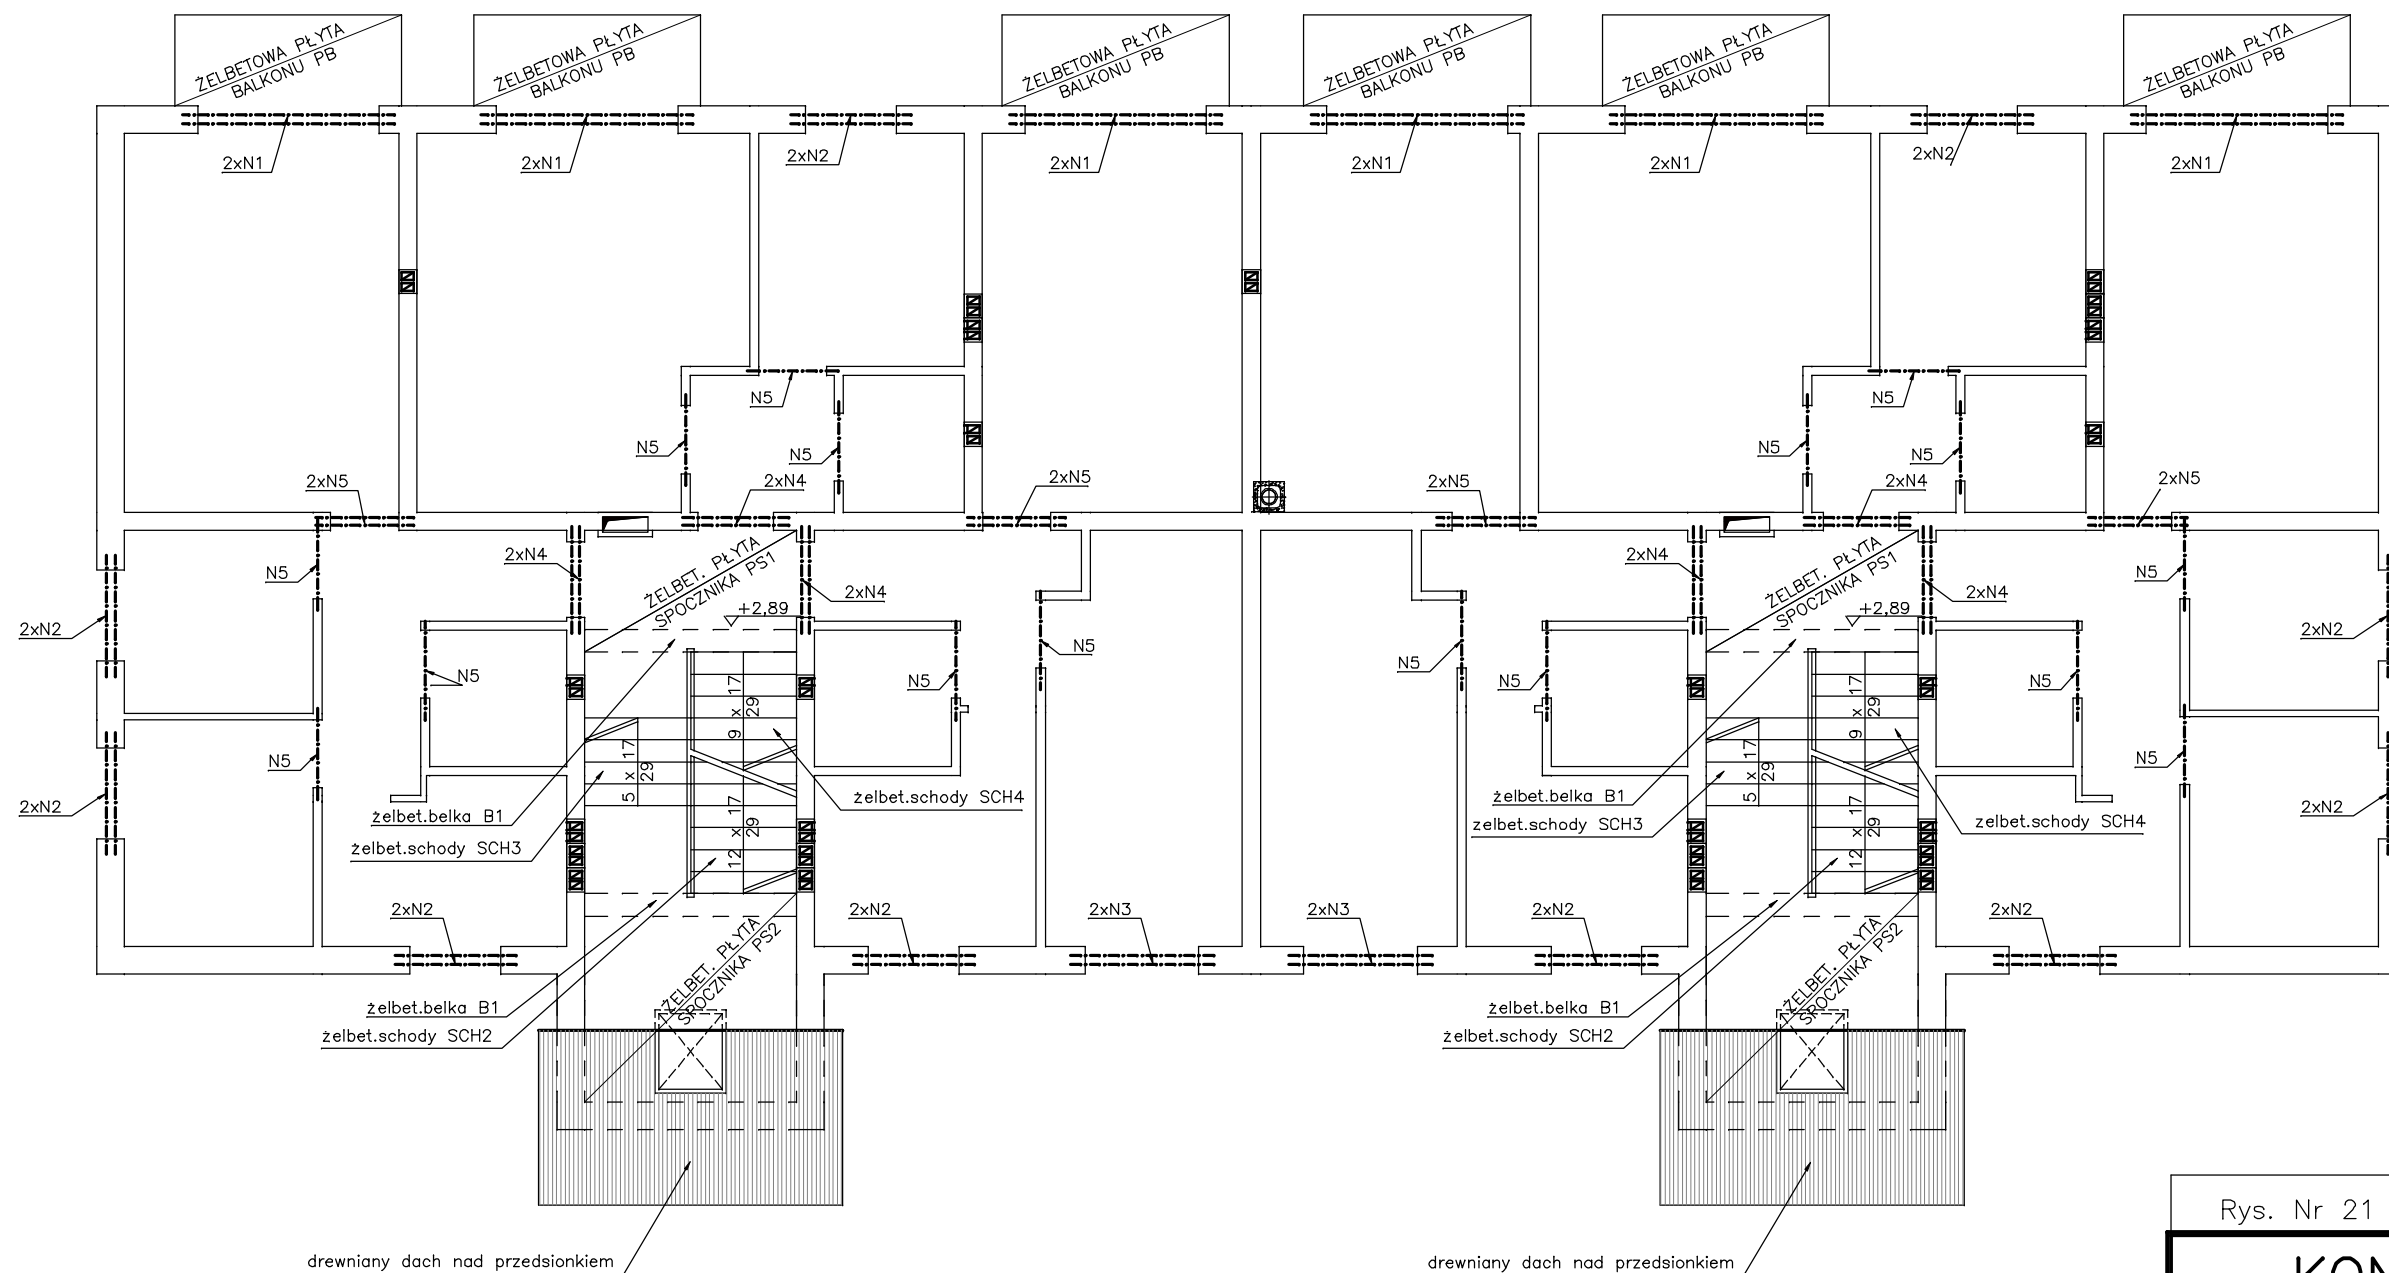 ŻELBETOWA PŁYTA
BALKONU PB
ŻELBETOWA PŁYTA
BALKONU PB
ŻELBETOWA PŁYTA
BALKONU PB
ŻELBETOWA PŁYTA
BALKONU PB
ŻELBETOWA PŁYTA
BALKONU PB
ŻELBETOWA PŁYTA
BALKONU PB
2xN1
2xN1
2xN2
2xN1
2xN1
2xN1
2xN2
2xN1
N5
N5
N5
N5
N5
N5
2xN5
2xN4
2xN5
2xN5
2xN4
2xN5
N5
2xN4
ŻELBET. PŁYTA
SPOCZNIKA PS1
+2,89
2xN4
2xN4
ŻELBET. PŁYTA
SPOCZNIKA PS1
+2,89
2xN4
N5
2xN2
2xN2
N5
N5
N5
N5
N5
N5
N5
N5
9 x 17
29
5 x 17
29
12 x 17
29
9 x 17
29
5 x 17
29
12 x 17
29
2xN2
2xN2
żelbet.belka B1
żelbet.schody SCH4
żelbet.schody SCH3
żelbet.belka B1
żelbet.schody SCH3
żelbet.schody SCH4
2xN2
2xN2
2xN3
2xN3
2xN2
2xN2
ŻELBET. PŁYTA
SPOCZNIKA PS2
ŻELBET. PŁYTA
SPOCZNIKA PS2
żelbet.belka B1
żelbet.schody SCH2
żelbet.belka B1
żelbet.schody SCH2
drewniany dach nad przedsionkiem
drewniany dach nad przedsionkiem
Rys. Nr 21